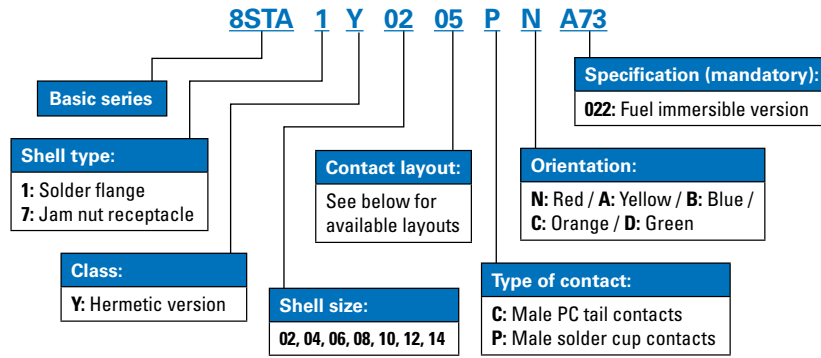 8STA 1 Y 02 05 P N A73
Basic series
Specification (mandatory):
022: Fuel immersible version
Shell type:
1: Solder flange
7: Jam nut receptacle
Contact layout:
See below for
available layouts
Orientation:
N: Red / A: Yellow / B: Blue /
C: Orange / D: Green
Class:
Y: Hermetic version
Shell size:
02, 04, 06, 08, 10, 12, 14
Type of contact:
C: Male PC tail contacts
P: Male solder cup contacts